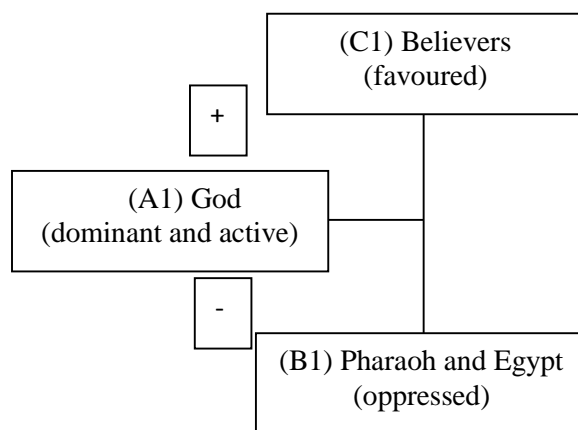 (C1) Believers
(favoured)
+
(A1) God
(dominant and active)
-
(B1) Pharaoh and Egypt
(oppressed)